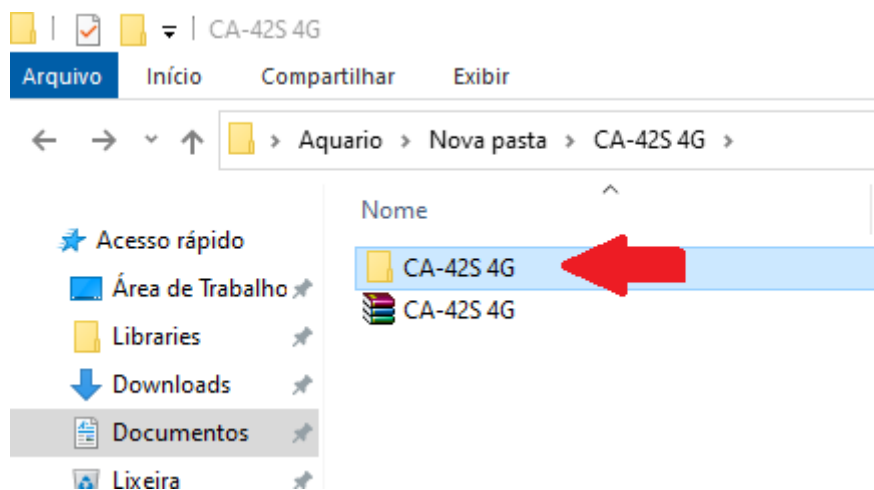 CA-42S 4G
Arquivo Início Compartilhar Exibir
Aquario Nova pasta CA-42S 4G
Nome
Acesso rápido
CA-42S 4G
Área de Trabalho
CA-42S 4G
Libraries
Downloads
Documentos
Lixeira